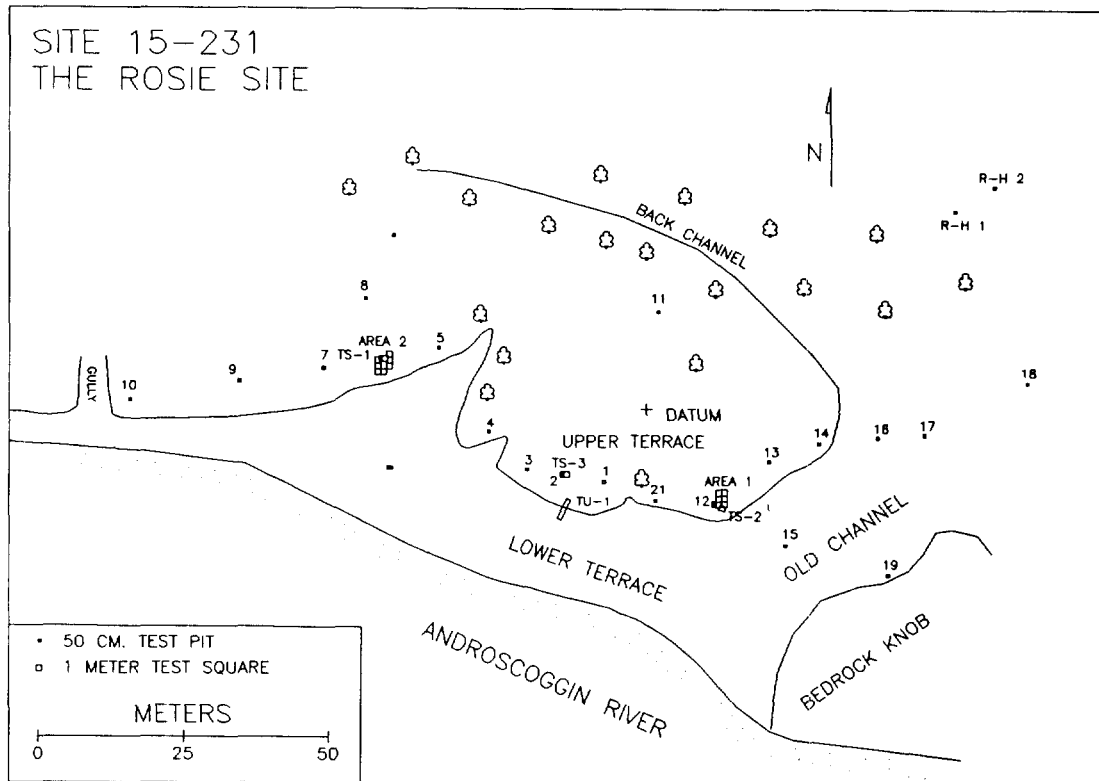 SITE 15-231
THE ROSIE SITE
N
R-H 2
R-H 1
BACK CHANNEL
8
11
AREA 2
TS-1
5
7
9
10
GULLY
18
DATUM
4
UPPER TERRACE
14
16
17
13
3
TS-3
2
1
AREA 1
21
12
TU-1
TS-2
15
OLD CHANNEL
LOWER TERRACE
19
BEDROCK KNOB
ANDROSCOGGIN RIVER
50 CM. TEST PIT
1 METER TEST SQUARE
METERS
0 25 50